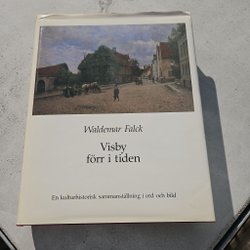 Waldemar Falck
Visby
förr i tiden
En kulturhistorisk sammanställning i ord och bild